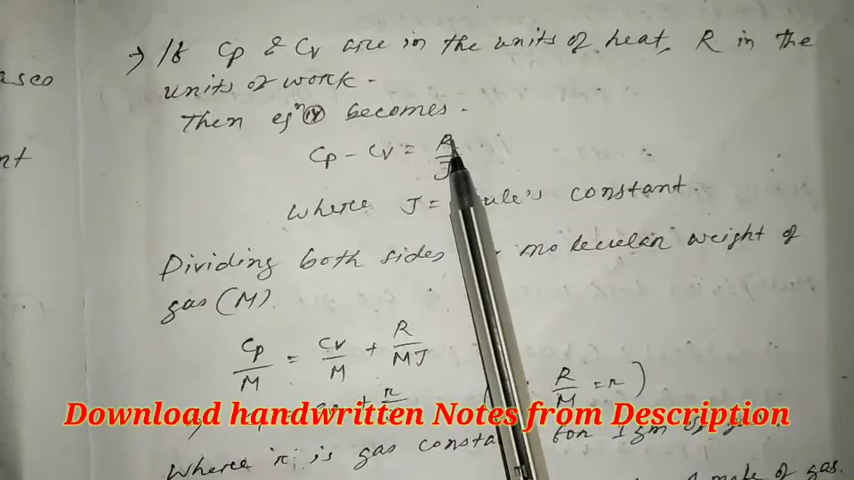 → If Cp & Cv are in the units of heat, R in the
ases
units of work.
Then eqⁿ (iv) becomes.
nt
Cp - Cv = R/J
where J = ule's constant.
Dividing both sides molecular weight of
gas (M).
Cp/M = Cv/M + R/MJ
R/M = r)
Download handwritten Notes from Description
Where 'r' is gas consta for 1gm
mole of gas.